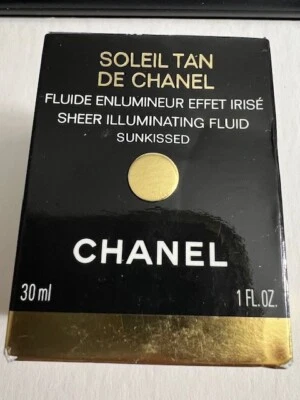 SOLEIL TAN
DE CHANEL
FLUIDE ENLUMINEUR EFFET IRISÉ
SHEER ILLUMINATING FLUID
SUNKISSED
CHANEL
30 ml 1 FL.OZ.